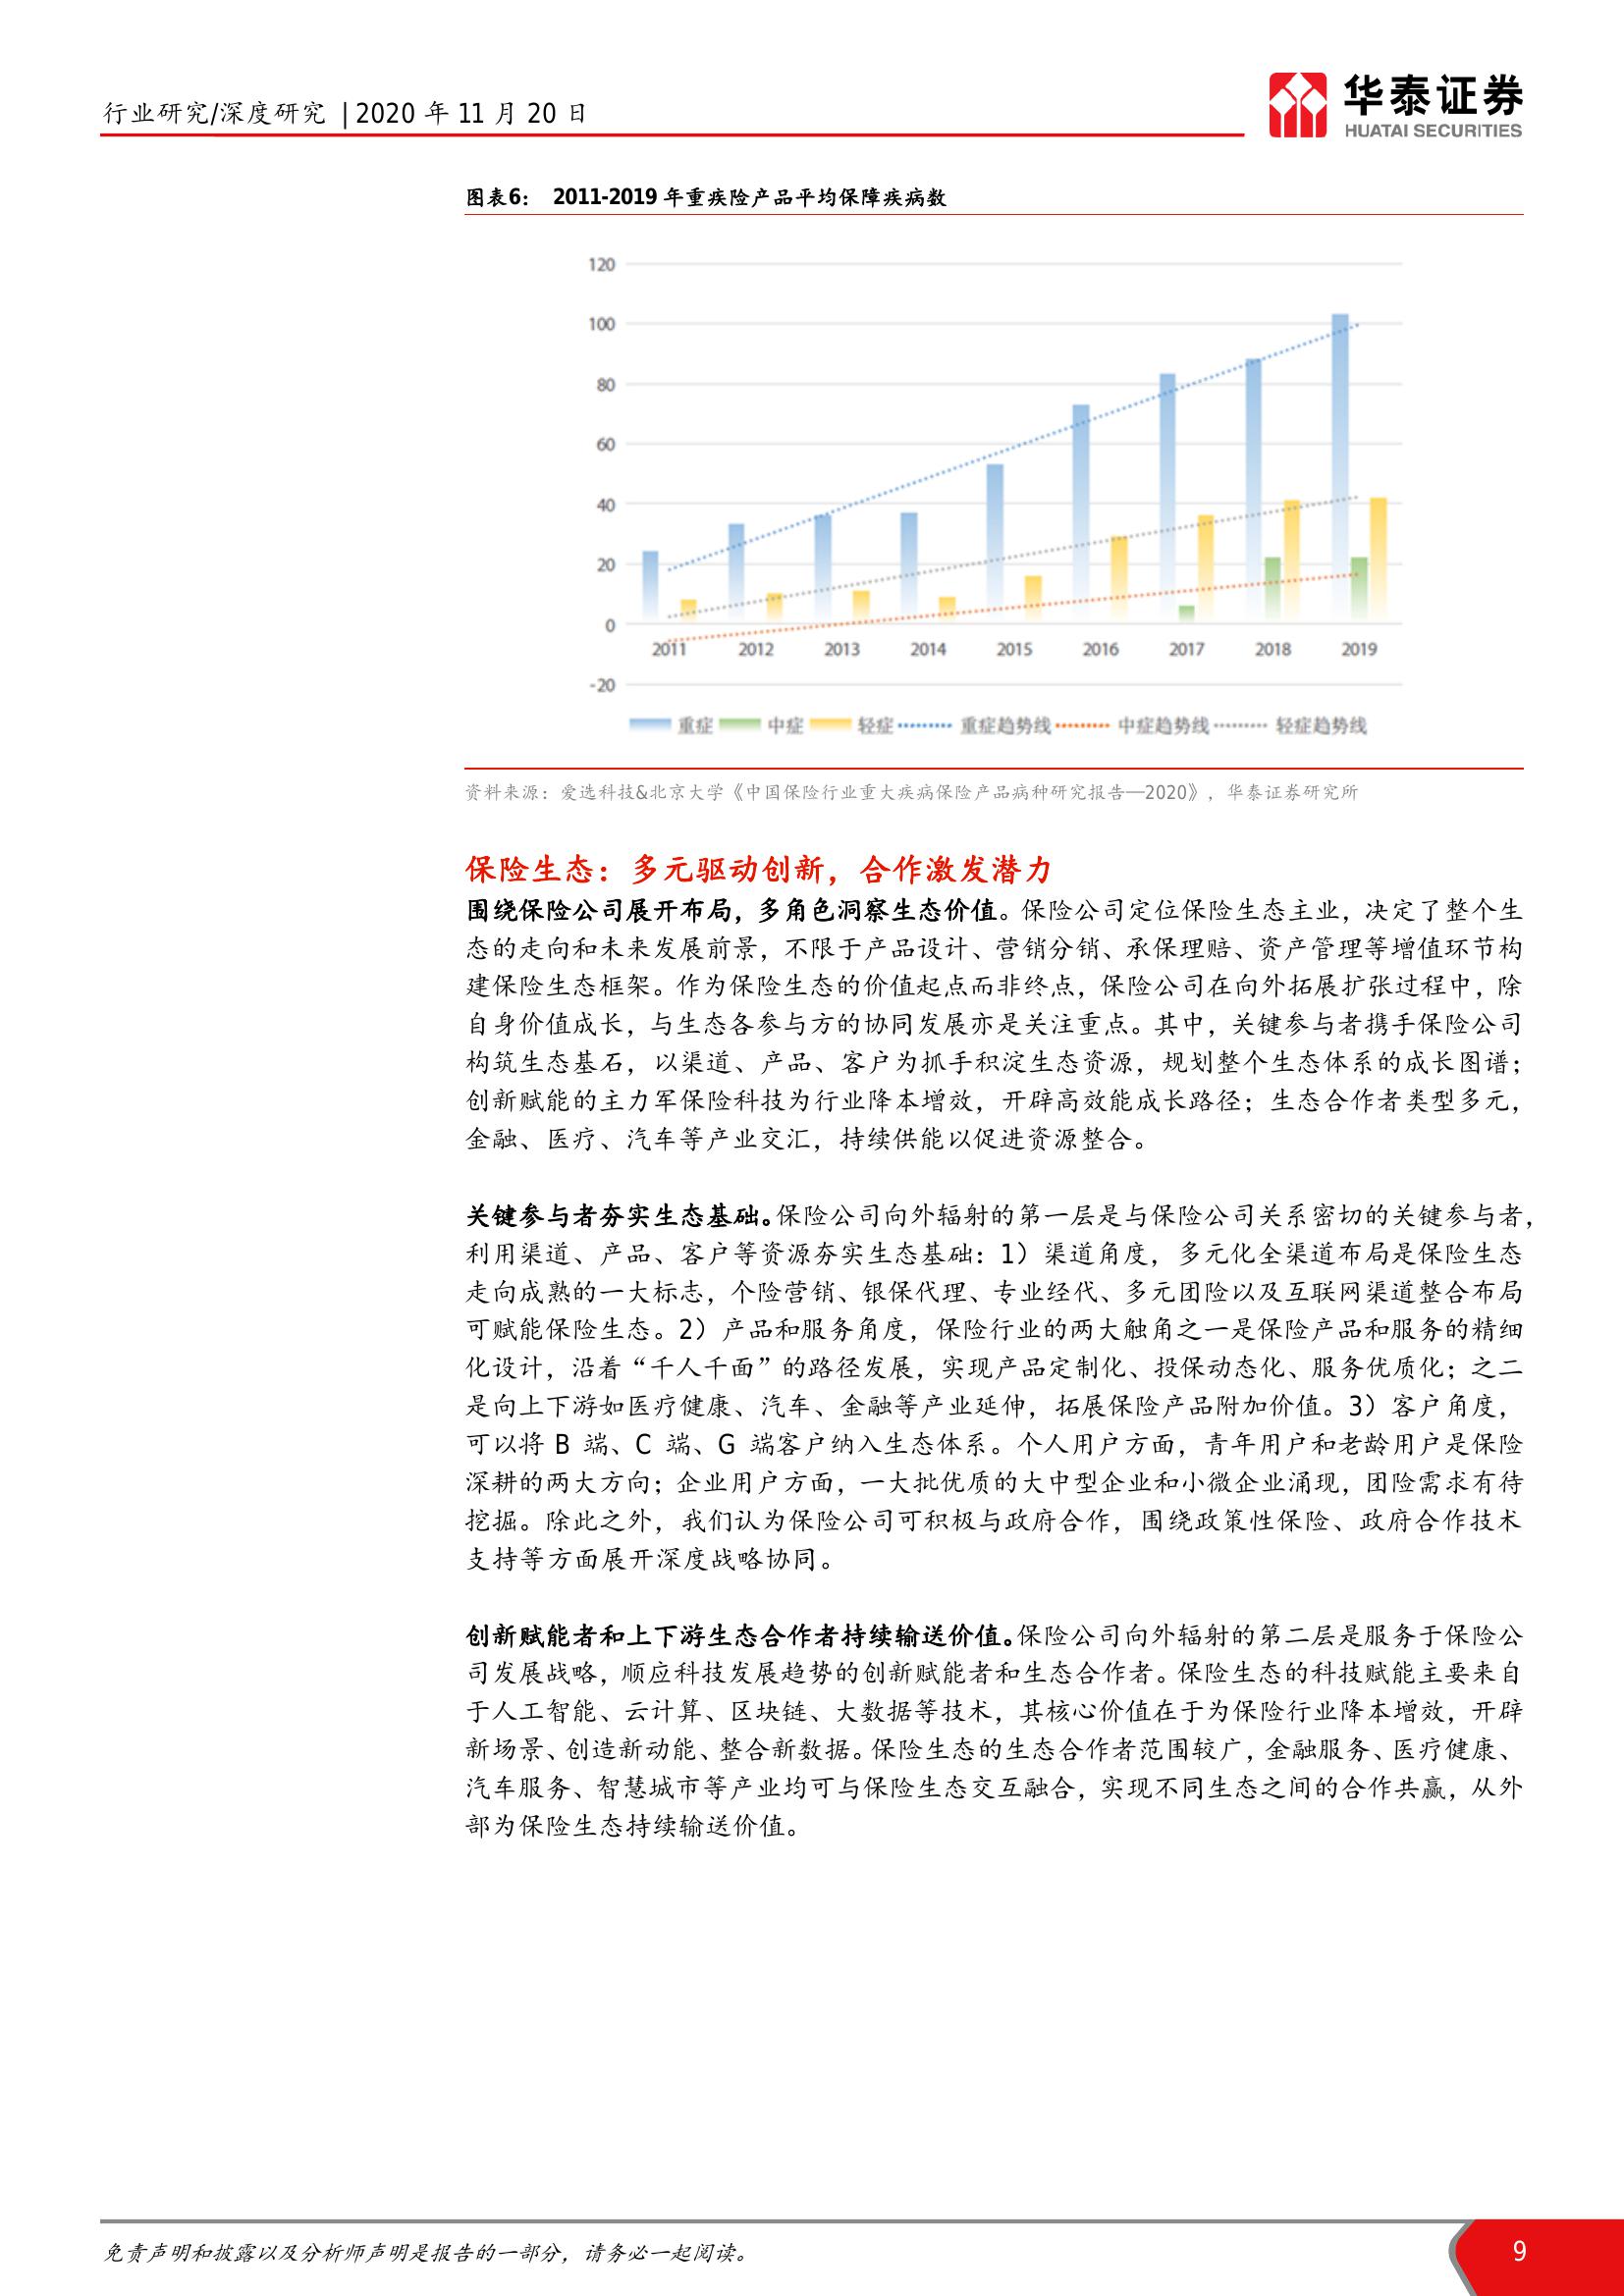 行业研究/深度研究 | 2020 年 11 月 20 日
华泰证券
HUATAI SECURITIES
图表6： 2011-2019 年重疾险产品平均保障疾病数
120
100
80
60
40
20
0
-20
2011 2012 2013 2014 2015 2016 2017 2018 2019
重症 中症 轻症 重症趋势线 中症趋势线 轻症趋势线
资料来源：爱选科技&北京大学《中国保险行业重大疾病保险产品病种研究报告—2020》，华泰证券研究所
保险生态：多元驱动创新，合作激发潜力
围绕保险公司展开布局，多角色洞察生态价值。保险公司定位保险生态主业，决定了整个生
态的走向和未来发展前景，不限于产品设计、营销分销、承保理赔、资产管理等增值环节构
建保险生态框架。作为保险生态的价值起点而非终点，保险公司在向外拓展扩张过程中，除
自身价值成长，与生态各参与方的协同发展亦是关注重点。其中，关键参与者携手保险公司
构筑生态基石，以渠道、产品、客户为抓手积淀生态资源，规划整个生态体系的成长图谱；
创新赋能的主力军保险科技为行业降本增效，开辟高效能成长路径；生态合作者类型多元，
金融、医疗、汽车等产业交汇，持续供能以促进资源整合。
关键参与者夯实生态基础。保险公司向外辐射的第一层是与保险公司关系密切的关键参与者，
利用渠道、产品、客户等资源夯实生态基础：1）渠道角度，多元化全渠道布局是保险生态
走向成熟的一大标志，个险营销、银保代理、专业经代、多元团险以及互联网渠道整合布局
可赋能保险生态。2）产品和服务角度，保险行业的两大触角之一是保险产品和服务的精细
化设计，沿着“千人千面”的路径发展，实现产品定制化、投保动态化、服务优质化；之二
是向上下游如医疗健康、汽车、金融等产业延伸，拓展保险产品附加价值。3）客户角度，
可以将 B 端、C 端、G 端客户纳入生态体系。个人用户方面，青年用户和老龄用户是保险
深耕的两大方向；企业用户方面，一大批优质的大中型企业和小微企业涌现，团险需求有待
挖掘。除此之外，我们认为保险公司可积极与政府合作，围绕政策性保险、政府合作技术
支持等方面展开深度战略协同。
创新赋能者和上下游生态合作者持续输送价值。保险公司向外辐射的第二层是服务于保险公
司发展战略，顺应科技发展趋势的创新赋能者和生态合作者。保险生态的科技赋能主要来自
于人工智能、云计算、区块链、大数据等技术，其核心价值在于为保险行业降本增效，开辟
新场景、创造新动能、整合新数据。保险生态的生态合作者范围较广，金融服务、医疗健康、
汽车服务、智慧城市等产业均可与保险生态交互融合，实现不同生态之间的合作共赢，从外
部为保险生态持续输送价值。
免责声明和披露以及分析师声明是报告的一部分，请务必一起阅读。
9